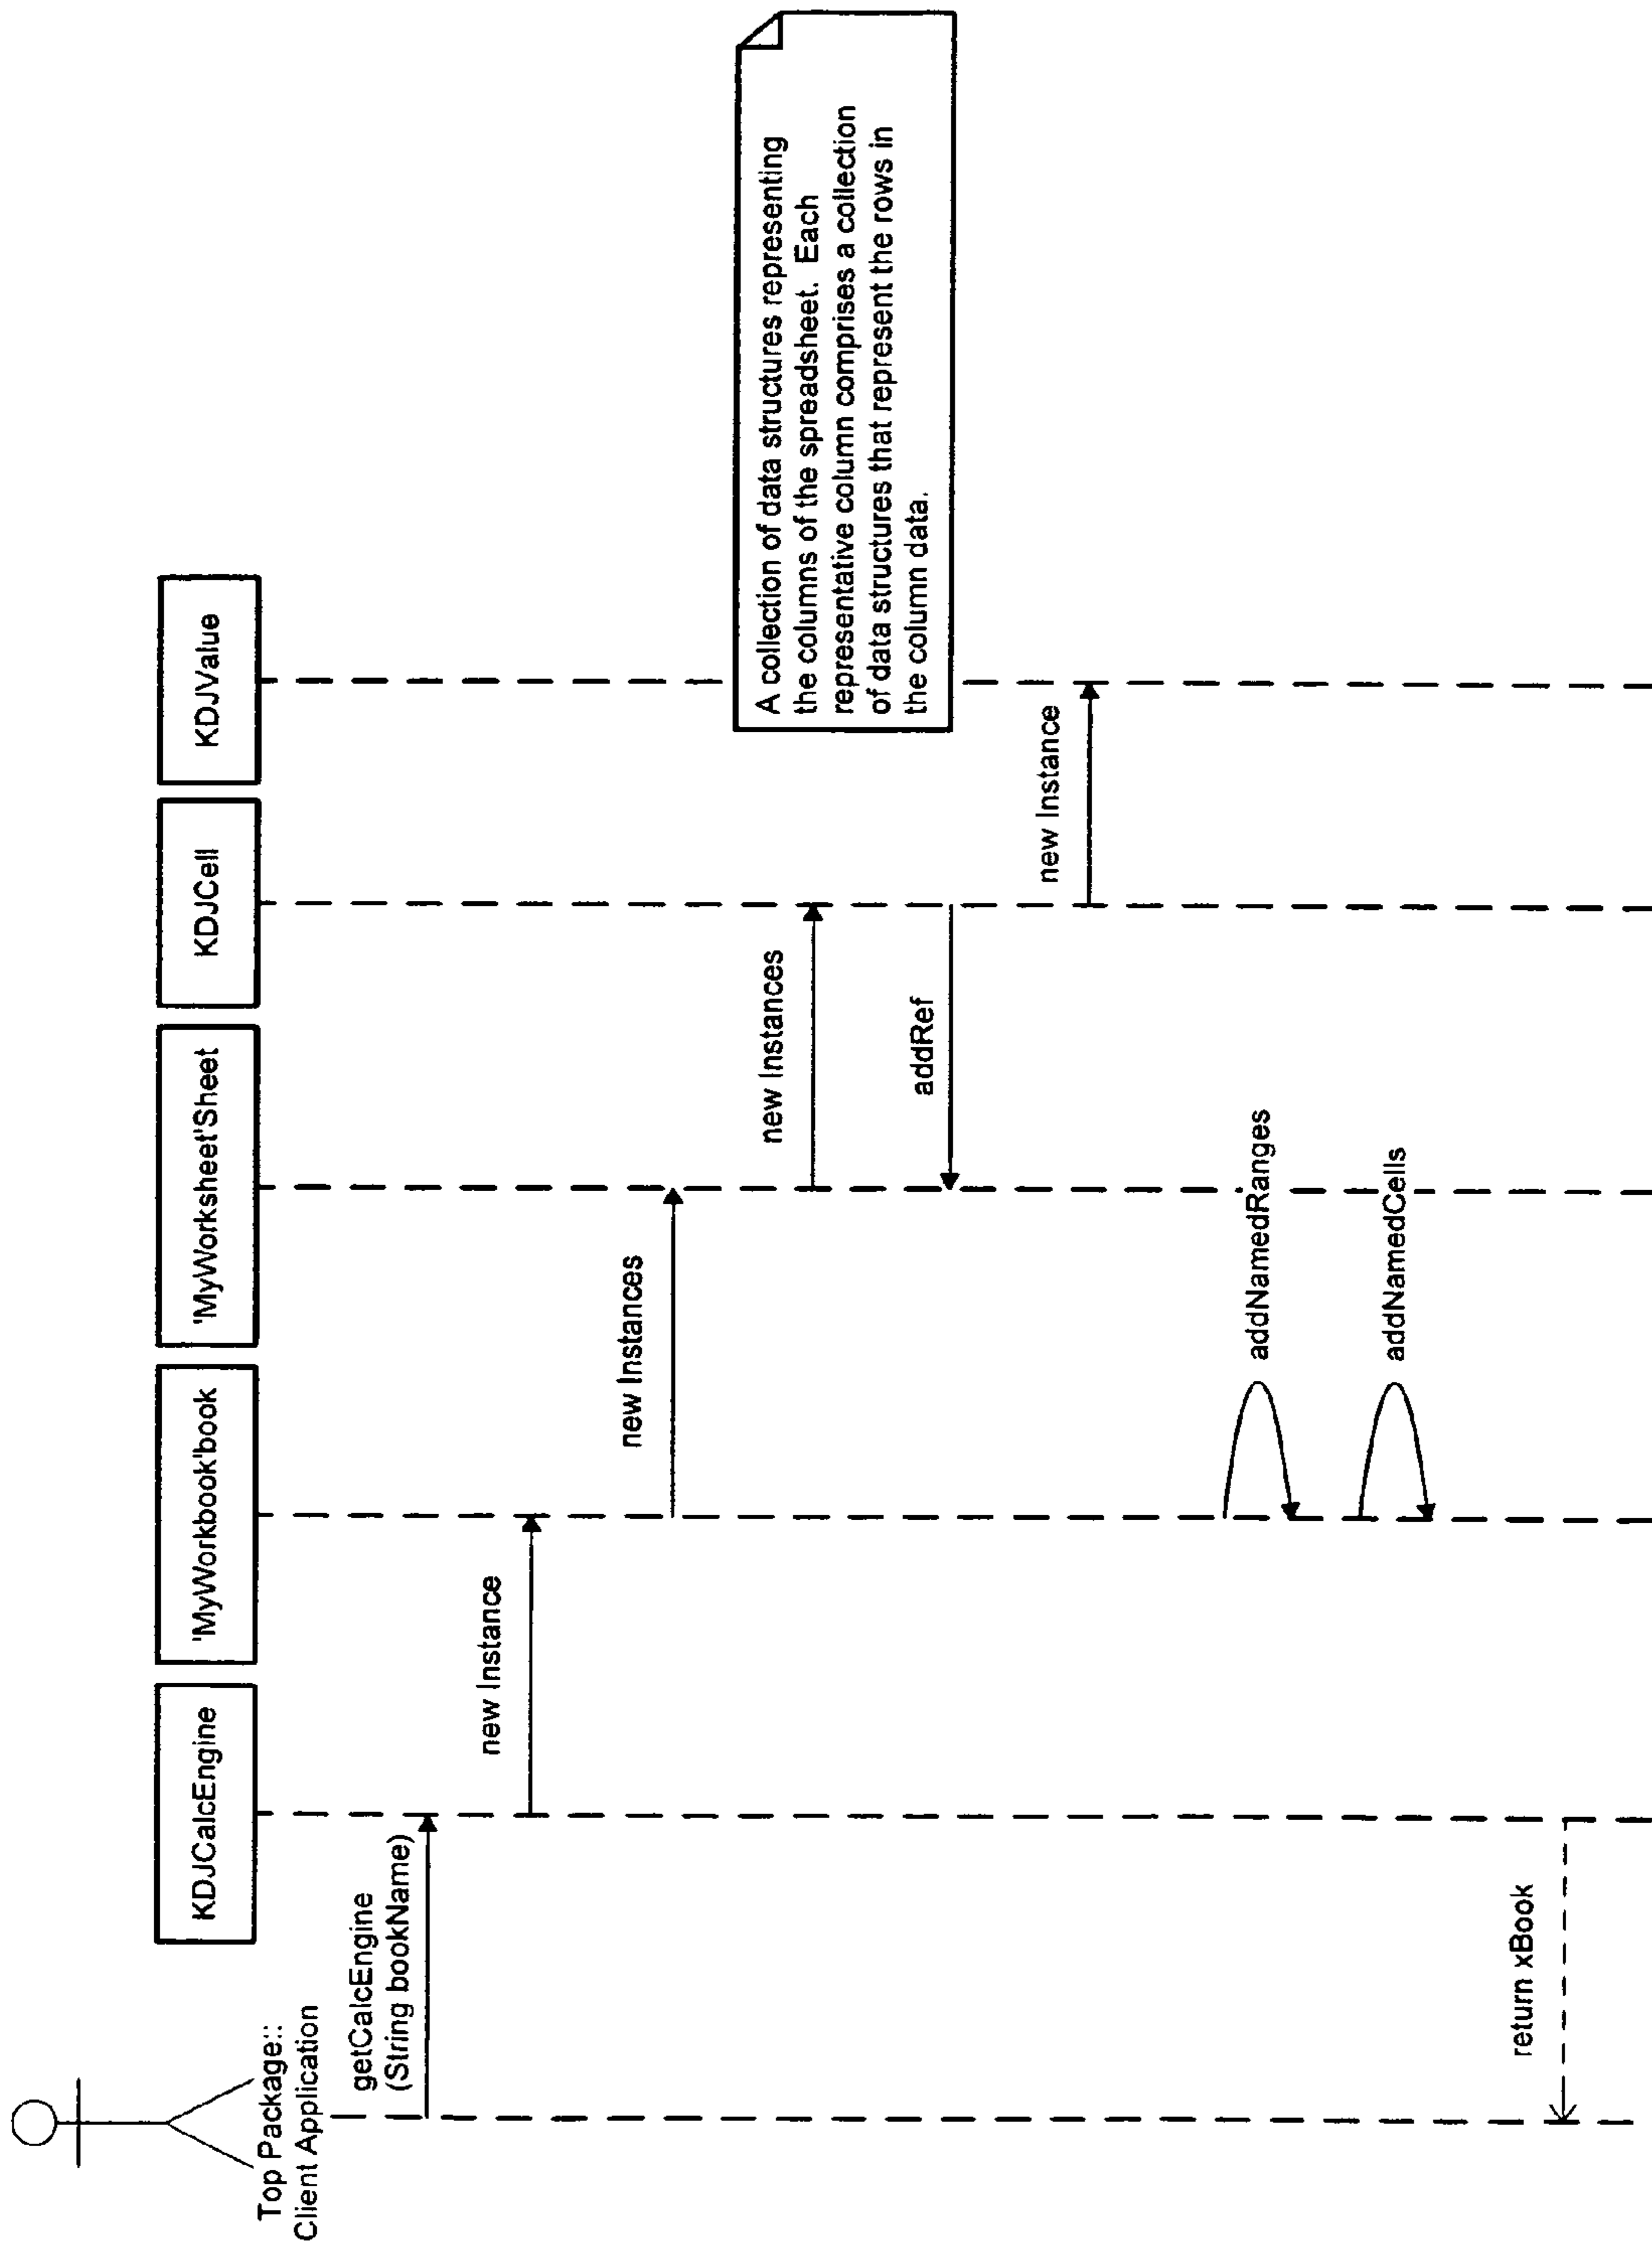 Top Package::
Client Application
KDJCalcEngine
'MyWorkbook'book
'MyWorksheet'Sheet
KDJCell
KDJValue
getCalcEngine
(String bookName)
new Instance
new Instances
new Instances
A collection of data structures representing
the columns of the spreadsheet. Each
representative column comprises a collection
of data structures that represent the rows in
the column data.
addRef
new Instance
addNamedRanges
addNamedCells
return xBook